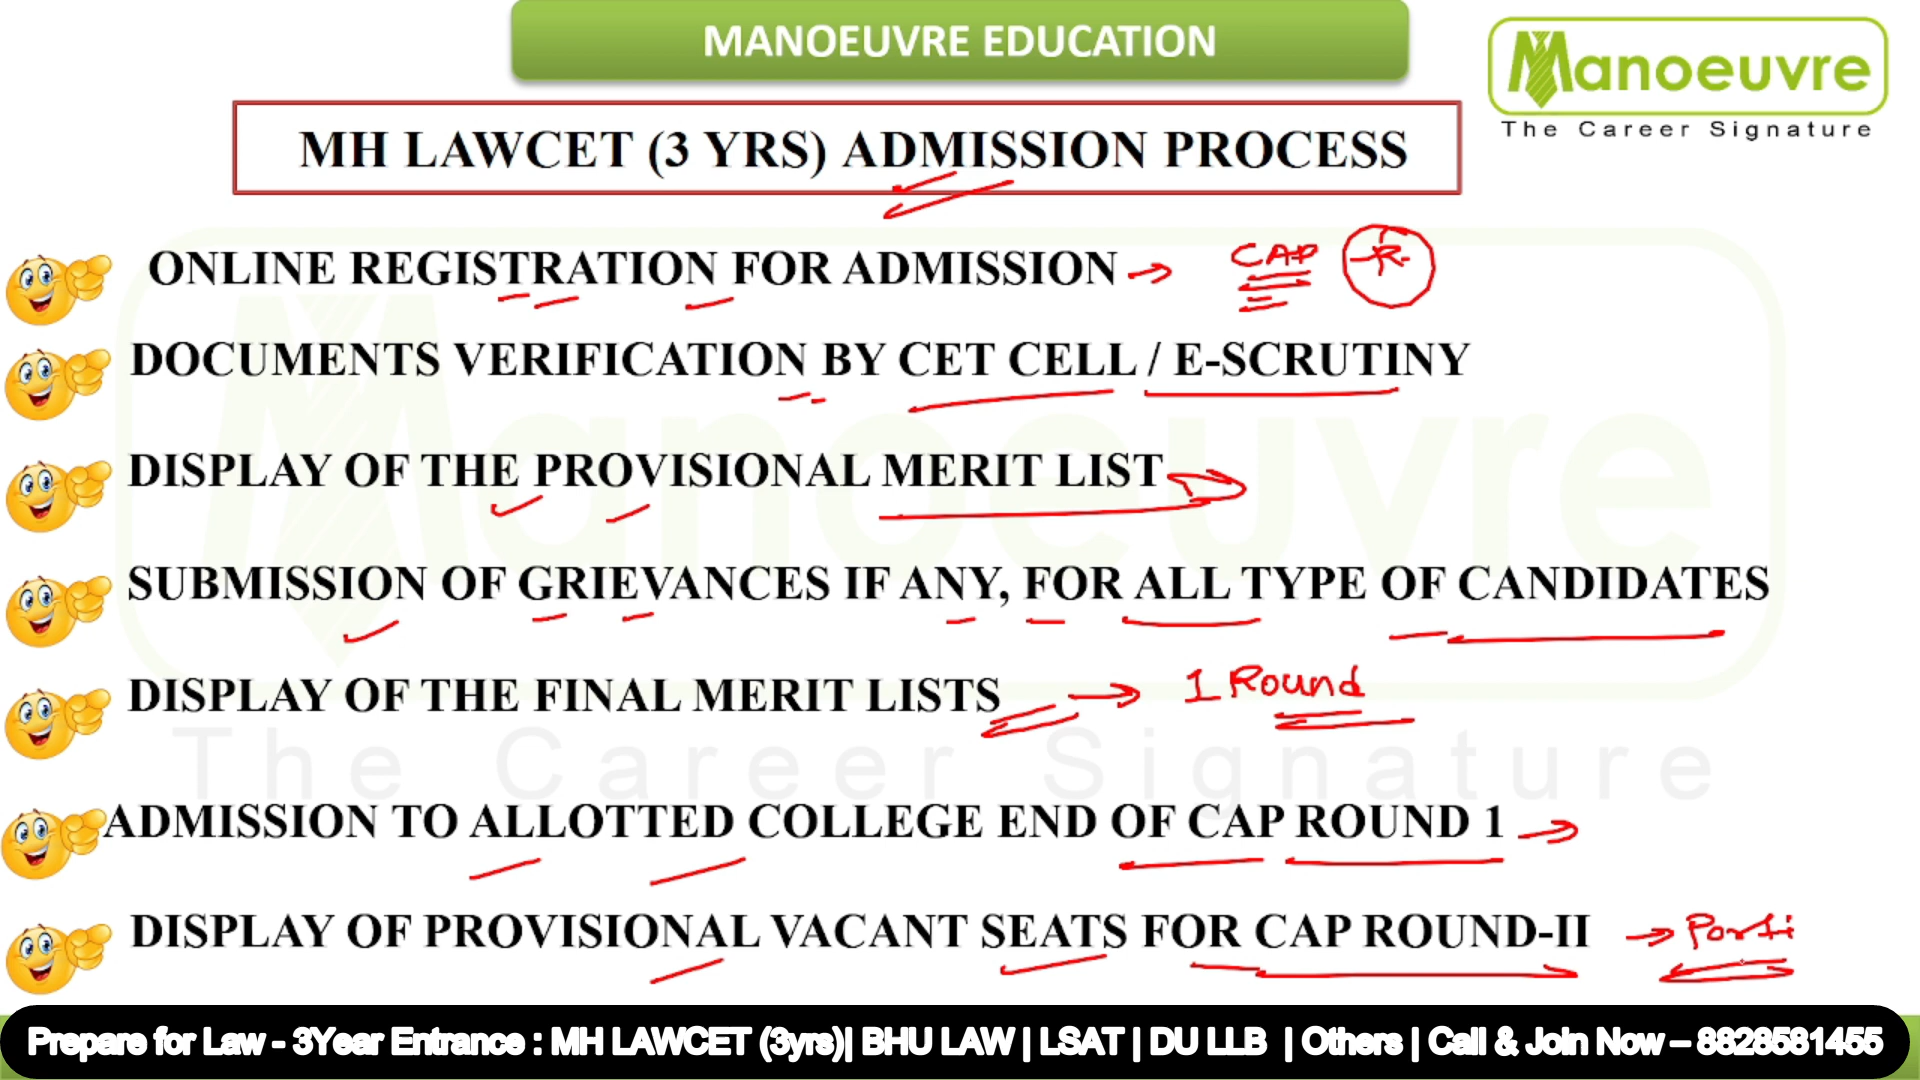 MANOEUVRE EDUCATION
Manoeuvre
The Career Signature
MH LAWCET (3 YRS) ADMISSION PROCESS
ONLINE REGISTRATION FOR ADMISSION → CAP R
DOCUMENTS VERIFICATION BY CET CELL / E-SCRUTINY
DISPLAY OF THE PROVISIONAL MERIT LIST
SUBMISSION OF GRIEVANCES IF ANY, FOR ALL TYPE OF CANDIDATES
DISPLAY OF THE FINAL MERIT LISTS → 1 Round
ADMISSION TO ALLOTTED COLLEGE END OF CAP ROUND 1 →
DISPLAY OF PROVISIONAL VACANT SEATS FOR CAP ROUND-II →
Manoeuvre
The Career Signature
Prepare for Law - 3Year Entrance : MH LAWCET (3yrs)| BHU LAW | LSAT | DU LLB | Others | Call & Join Now – 8828581455